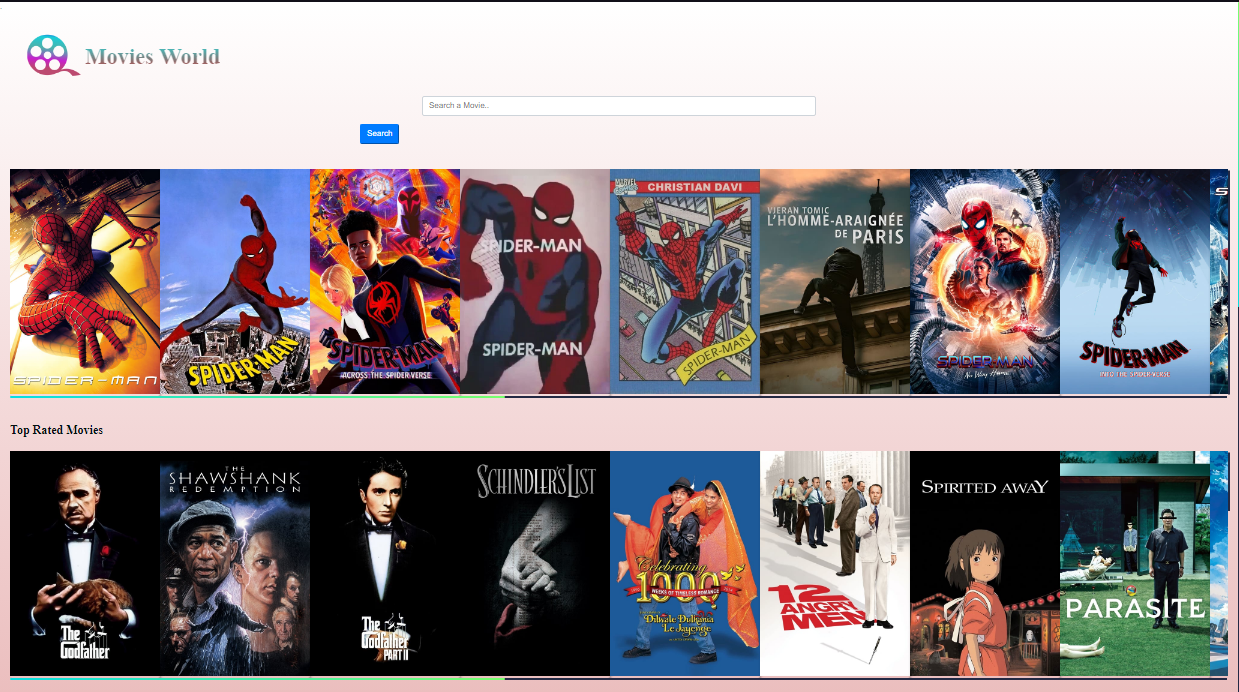 Movies World
Search a Movie..
Search
SPIDER-MAN
SPIDER-MAN
SPIDER-MAN
ACROSS THE SPIDER-VERSE
SPIDER-MAN
SPIDER-MAN
MARVEL
CHRISTIAN DAVI
SPIDER-MAN
VJERAN TOMIC
L'HOMME-ARAIGNÉE
DE PARIS
SPIDER-MAN
No Way Home
SPIDER-MAN
INTO THE SPIDER-VERSE
S
Top Rated Movies
The
Godfather
THE
SHAWSHANK
REDEMPTION
The
Godfather
PART II
SCHINDLER'S LIST
Celebrating
1000
WEEKS OF TIMELESS ROMANCE
Dilwale Dulhania
Le Jayenge
12
ANGRY
MEN
SPIRITED AWAY
PARASITE